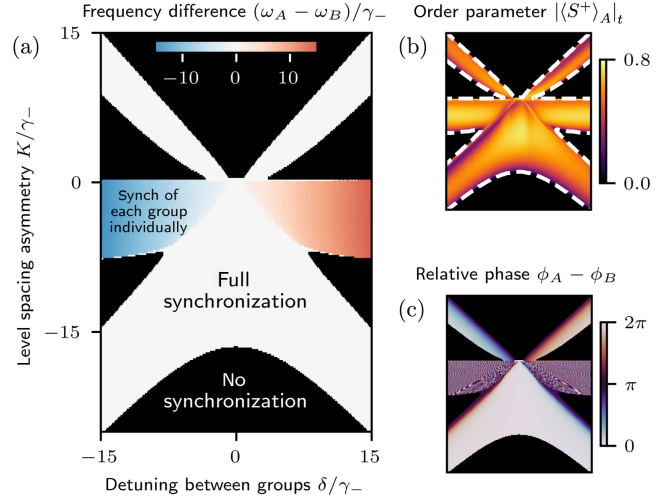 Frequency difference (ω_A − ω_B)/γ_−
(a)
15
0
−15
Level spacing asymmetry K/γ_−
−10 0 10
Synch of
each group
individually
Full
synchronization
No
synchronization
−15 0 15
Detuning between groups δ/γ_−
Order parameter |⟨S⁺⟩_A|_t
(b)
0.8
0.0
Relative phase ϕ_A − ϕ_B
(c)
2π
π
0